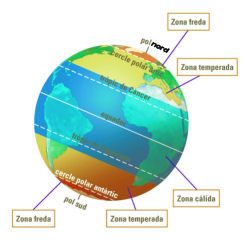 Zona freda
pol nord
Cercle polar àrtic
Zona temperada
tròpic de Càncer
equador
Zona càlida
cercle polar antàrtic
pol sud
Zona freda
Zona temperada